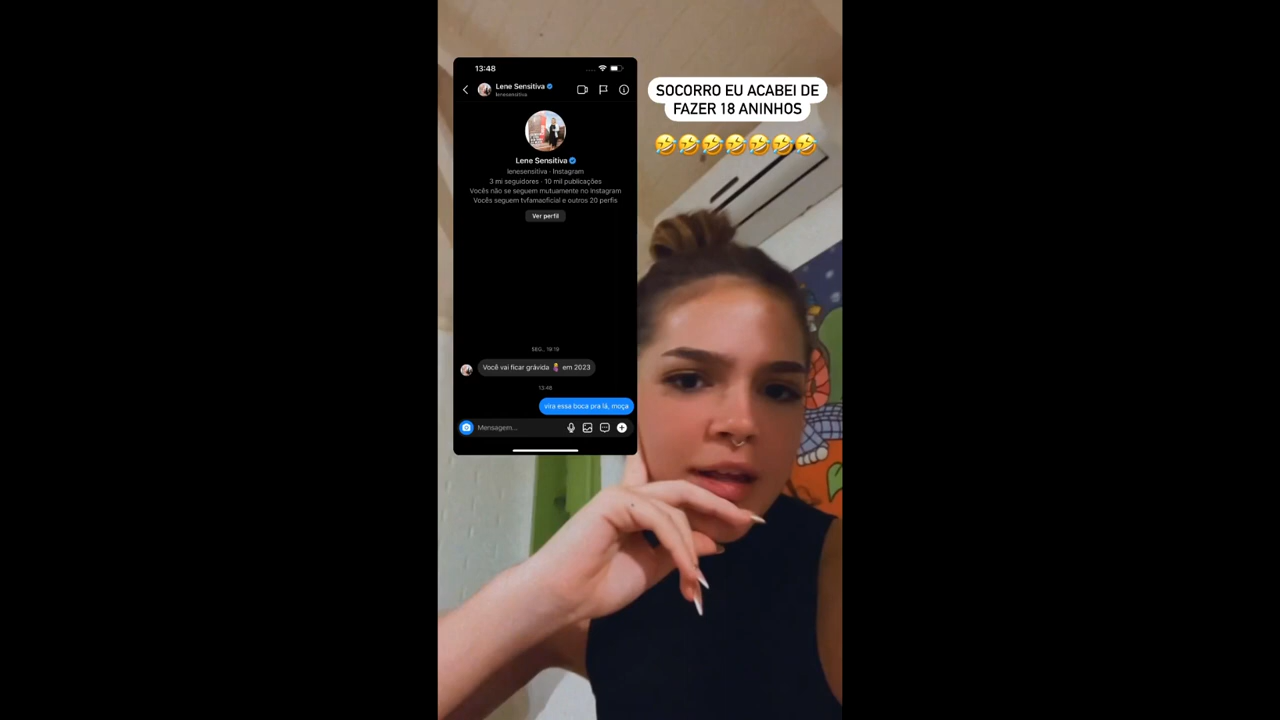 13:48
Lene Sensitiva
lenesensitiva
Lene Sensitiva
lenesensitiva · Instagram
3 mi seguidores · 10 mil publicações
Vocês não se seguem mutuamente no Instagram
Vocês seguem tvfamaoficial e outros 20 perfis
Ver perfil
SEG., 19:19
Você vai ficar grávida 🤰 em 2023
13:48
vira essa boca pra lá, moça
Mensagem...
SOCORRO EU ACABEI DE
FAZER 18 ANINHOS
🤣🤣🤣🤣🤣🤣🤣